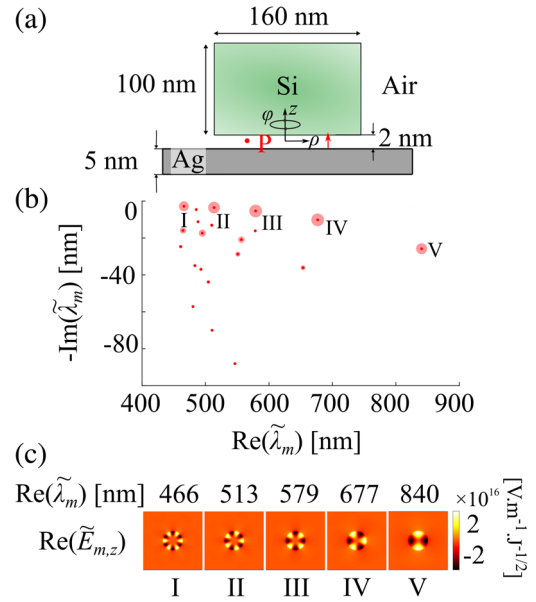 (a)
160 nm
100 nm
Si
Air
φ
z
P
ρ
2 nm
5 nm
Ag
(b)
-Im(λ̃m) [nm]
0
-40
-80
I
II
III
IV
V
400 500 600 700 800 900
Re(λ̃m) [nm]
(c)
Re(λ̃m) [nm] 466 513 579 677 840
Re(Ẽm,z)
×10^16
[V.m^-1.J^-1/2]
2
-2
I II III IV V